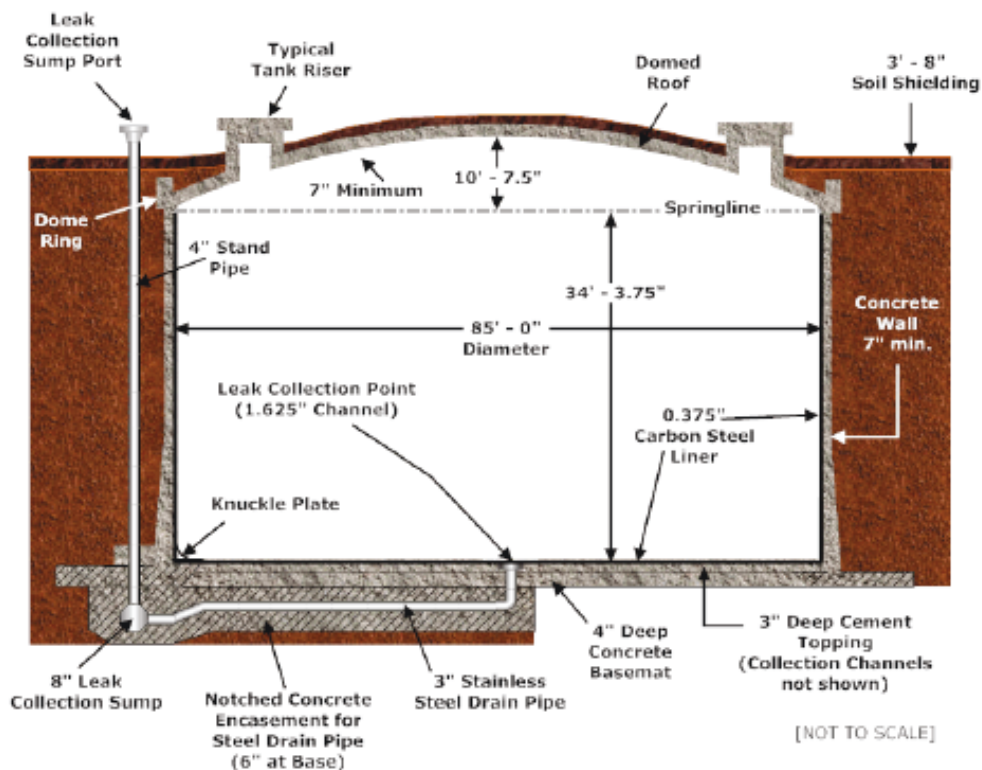 Leak
Collection
Sump Port
Typical
Tank Riser
Domed
Roof
3' - 8"
Soil Shielding
7" Minimum
10' - 7.5"
Springline
Dome
Ring
4" Stand
Pipe
34' - 3.75"
85' - 0"
Diameter
Concrete
Wall
7" min.
Leak Collection Point
(1.625" Channel)
0.375"
Carbon Steel
Liner
Knuckle Plate
8" Leak
Collection Sump
Notched Concrete
Encasement for
Steel Drain Pipe
(6" at Base)
3" Stainless
Steel Drain Pipe
4" Deep
Concrete
Basemat
3" Deep Cement
Topping
(Collection Channels
not shown)
[NOT TO SCALE]